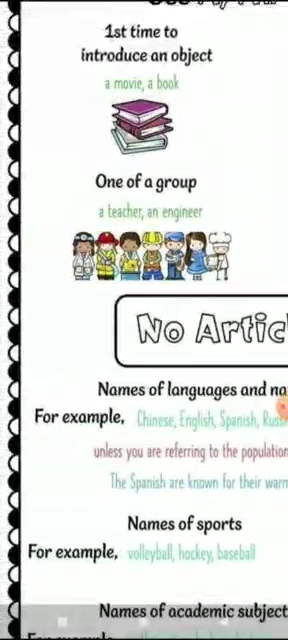 1st time to
introduce an object
a movie, a book
One of a group
a teacher, an engineer
No Artic
Names of languages and na
For example, Chinese, English, Spanish, Russ
unless you are referring to the population
The Spanish are known for their warm
Names of sports
For example, volleyball, hockey, baseball
Names of academic subject